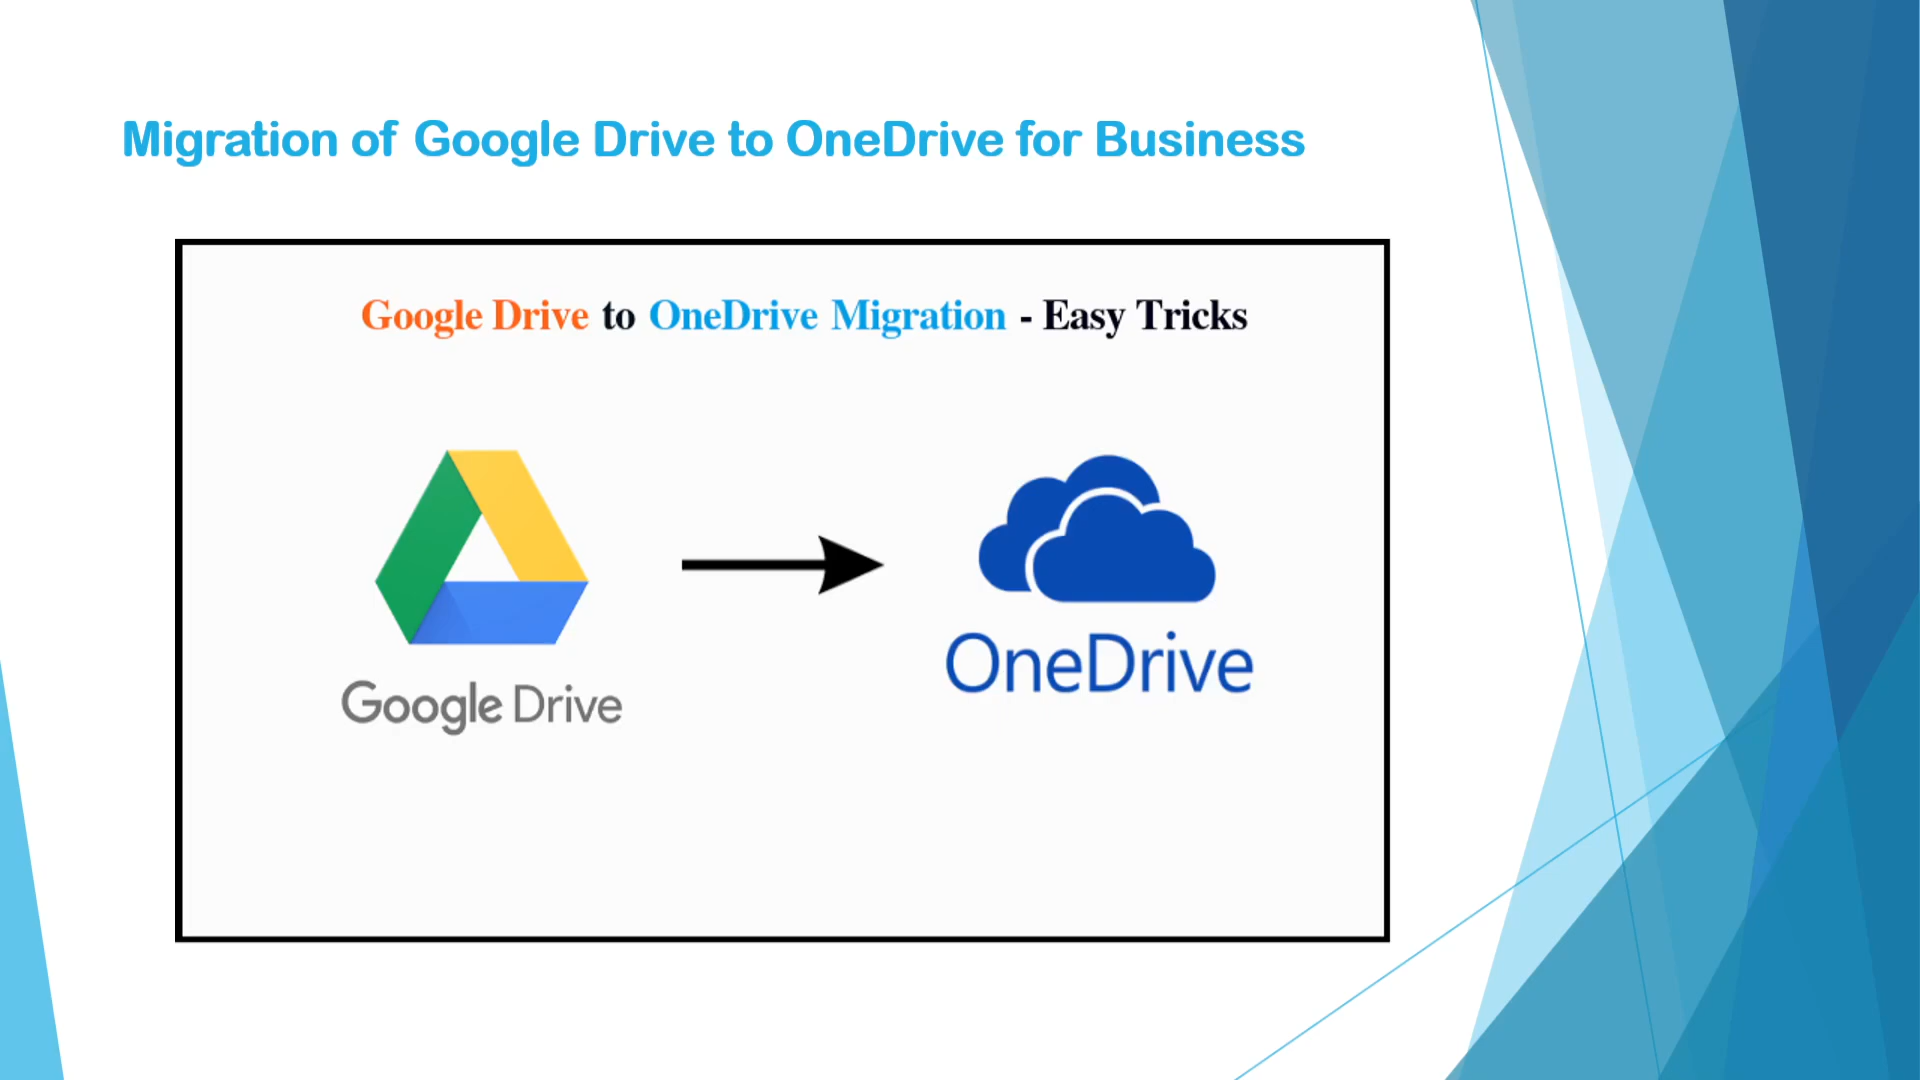 Migration of Google Drive to OneDrive for Business
Google Drive to OneDrive Migration - Easy Tricks
Google Drive
OneDrive